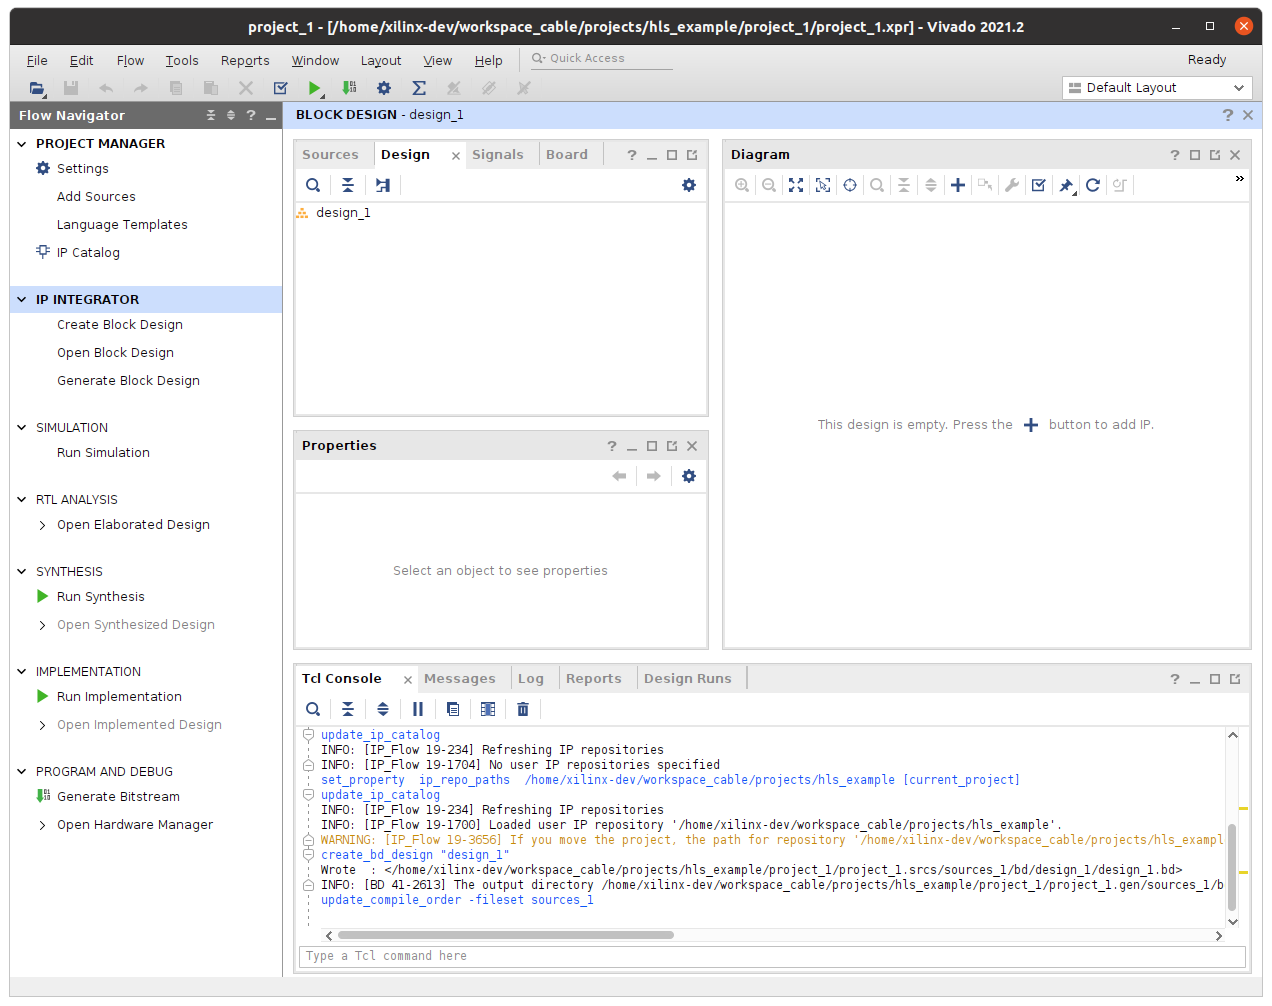 project_1 - [/home/xilinx-dev/workspace_cable/projects/hls_example/project_1/project_1.xpr] - Vivado 2021.2
File Edit Flow Tools Reports Window Layout View Help Quick Access Ready
Default Layout
Flow Navigator
PROJECT MANAGER
Settings
Add Sources
Language Templates
IP Catalog
IP INTEGRATOR
Create Block Design
Open Block Design
Generate Block Design
SIMULATION
Run Simulation
RTL ANALYSIS
Open Elaborated Design
SYNTHESIS
Run Synthesis
Open Synthesized Design
IMPLEMENTATION
Run Implementation
Open Implemented Design
PROGRAM AND DEBUG
Generate Bitstream
Open Hardware Manager
BLOCK DESIGN - design_1
Sources Design Signals Board
design_1
Properties
Select an object to see properties
Diagram
This design is empty. Press the + button to add IP.
Tcl Console Messages Log Reports Design Runs
update_ip_catalog
INFO: [IP_Flow 19-234] Refreshing IP repositories
INFO: [IP_Flow 19-1704] No user IP repositories specified
set_property ip_repo_paths /home/xilinx-dev/workspace_cable/projects/hls_example [current_project]
update_ip_catalog
INFO: [IP_Flow 19-234] Refreshing IP repositories
INFO: [IP_Flow 19-1700] Loaded user IP repository '/home/xilinx-dev/workspace_cable/projects/hls_example'.
WARNING: [IP_Flow 19-3656] If you move the project, the path for repository '/home/xilinx-dev/workspace_cable/projects/hls_exampl
create_bd_design "design_1"
Wrote : </home/xilinx-dev/workspace_cable/projects/hls_example/project_1/project_1.srcs/sources_1/bd/design_1/design_1.bd>
INFO: [BD 41-2613] The output directory /home/xilinx-dev/workspace_cable/projects/hls_example/project_1/project_1.gen/sources_1/b
update_compile_order -fileset sources_1
Type a Tcl command here